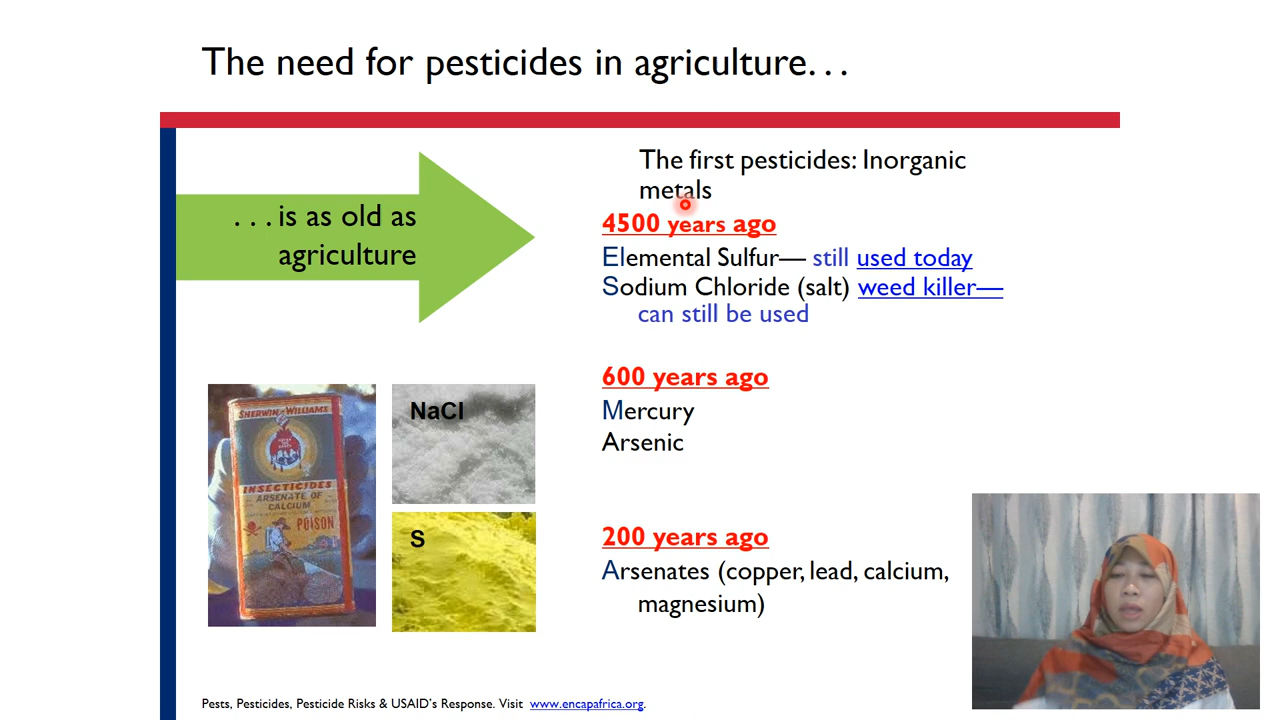 The need for pesticides in agriculture. . .
. . . is as old as
agriculture
The first pesticides: Inorganic
metals
4500 years ago
Elemental Sulfur— still used today
Sodium Chloride (salt) weed killer—
can still be used
600 years ago
Mercury
Arsenic
200 years ago
Arsenates (copper, lead, calcium,
magnesium)
SHERWIN-WILLIAMS
INSECTICIDES
ARSENATE OF
CALCIUM
POISON
NaCl
S
Pests, Pesticides, Pesticide Risks & USAID's Response. Visit www.encapafrica.org.